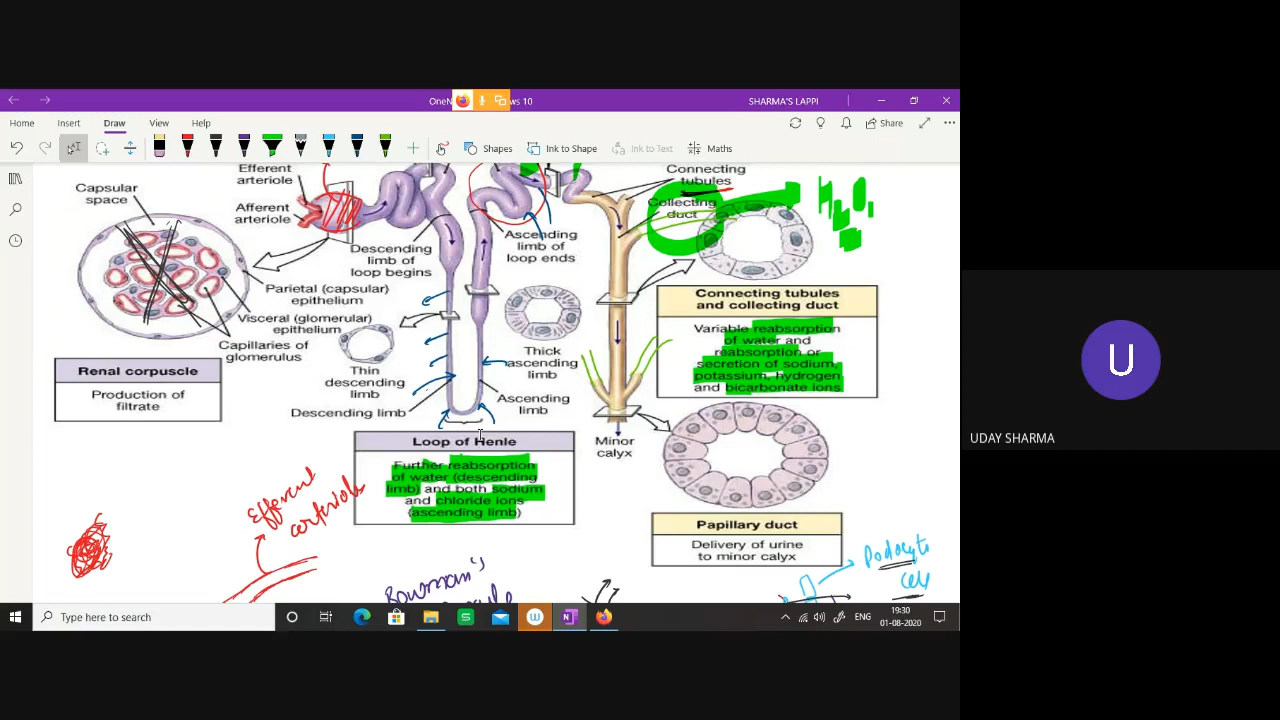 OneN
ws 10
SHARMA'S LAPPI
Home
Insert
Draw
View
Help
Share
Shapes
Ink to Shape
Ink to Text
Maths
Efferent
arteriole
Capsular
space
Afferent
arteriole
Connecting
tubules
Collecting
duct
Descending
limb of
loop begins
Ascending
limb of
loop ends
Parietal (capsular)
epithelium
Visceral (glomerular)
epithelium
Capillaries of
glomerulus
Thin
descending
limb
Thick
ascending
limb
Descending limb
Ascending
limb
Renal corpuscle
Production of
filtrate
Connecting tubules
and collecting duct
Variable reabsorption
of water and
reabsorption or
secretion of sodium,
potassium, hydrogen
and bicarbonate ions
Loop of Henle
Further reabsorption
of water (descending
limb) and both sodium
and chloride ions
(ascending limb)
Minor
calyx
Papillary duct
Delivery of urine
to minor calyx
Efferent
arteriole
Bowman's
Podocyte
cell
U
UDAY SHARMA
Type here to search
ENG
19:30
01-08-2020